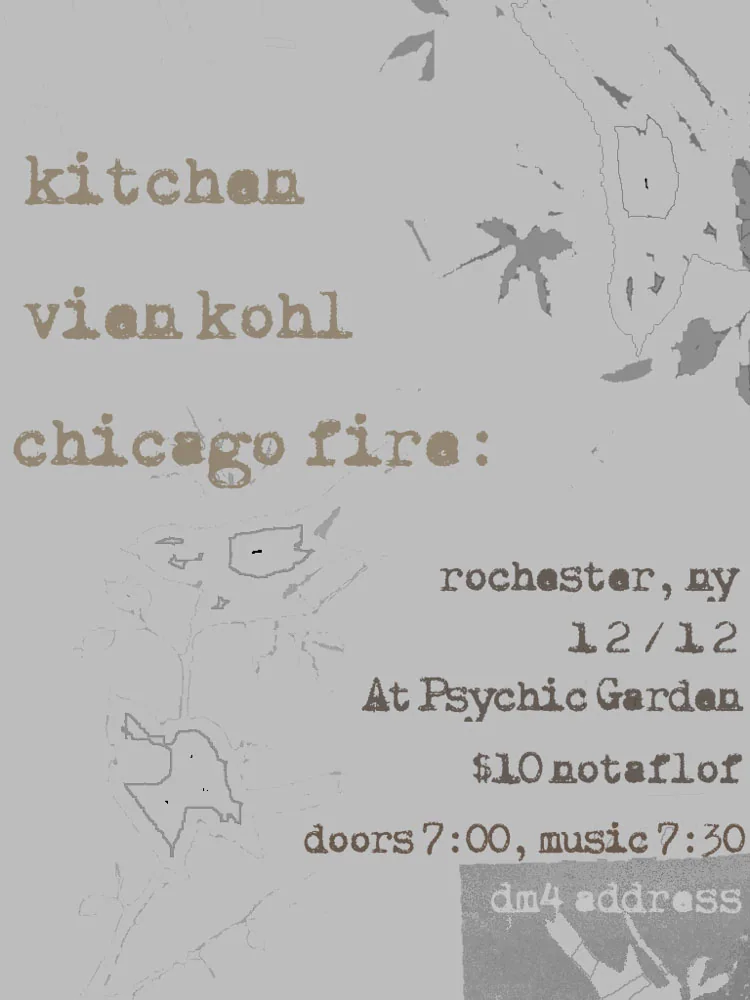 kitchen
vien kohl
chicago fire:
rochester, ny
12/12
At Psychic Garden
$10 notaflof
doors 7:00, music 7:30
dm4 address